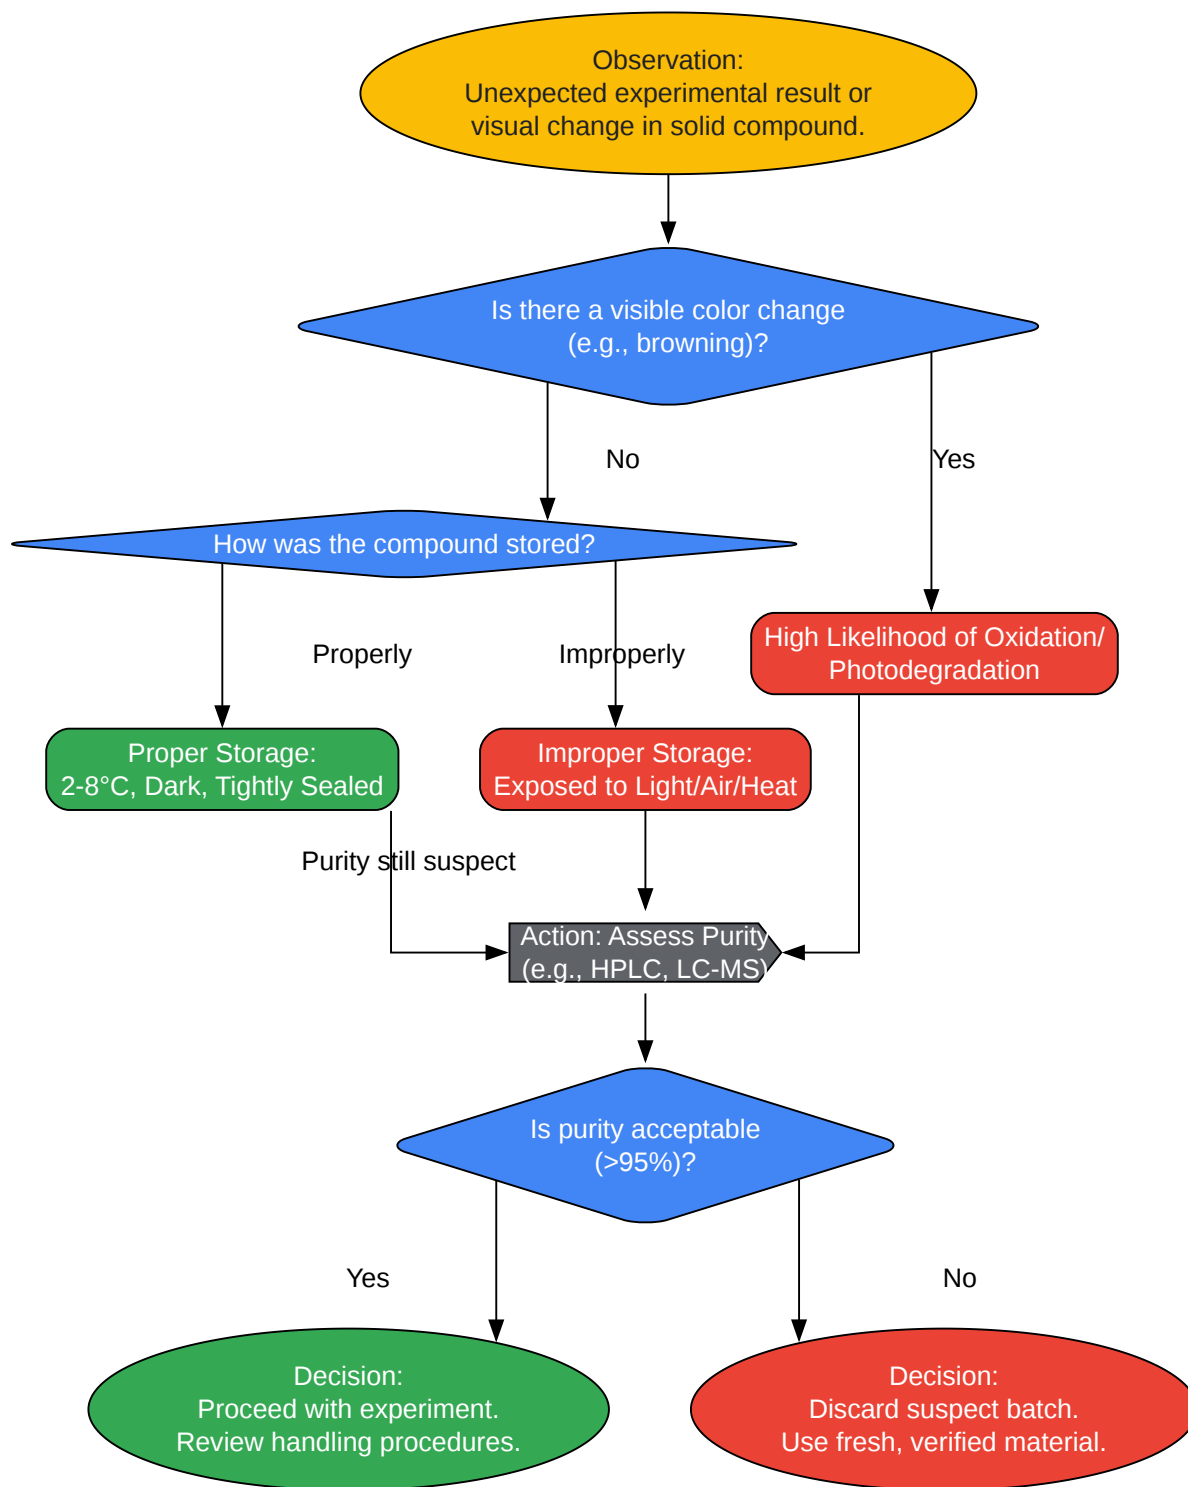 Observation:
Unexpected experimental result or
visual change in solid compound.
Is there a visible color change
(e.g., browning)?
No
Yes
How was the compound stored?
Properly
Improperly
High Likelihood of Oxidation/
Photodegradation
Proper Storage:
2-8°C, Dark, Tightly Sealed
Improper Storage:
Exposed to Light/Air/Heat
Purity still suspect
Action: Assess Purity
(e.g., HPLC, LC-MS)
Is purity acceptable
(>95%)?
Yes
No
Decision:
Proceed with experiment.
Review handling procedures.
Decision:
Discard suspect batch.
Use fresh, verified material.